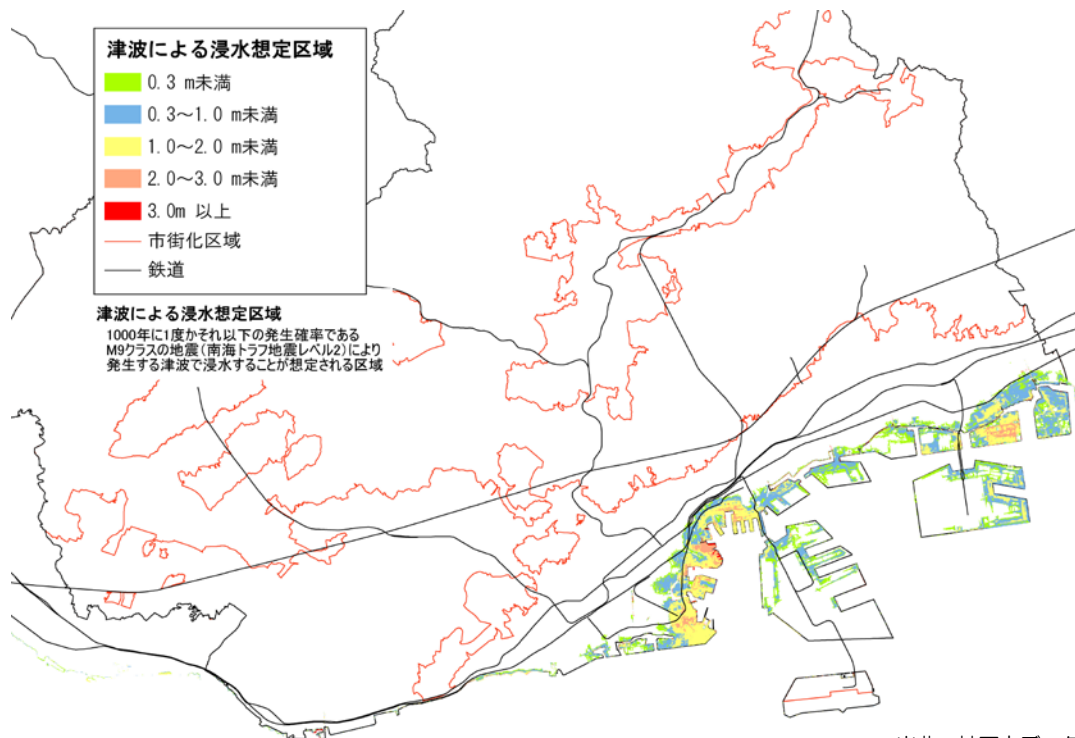 津波による浸水想定区域
0.3 m未満
0.3～1.0 m未満
1.0～2.0 m未満
2.0～3.0 m未満
3.0m 以上
市街化区域
鉄道
津波による浸水想定区域
1000年に1度かそれ以下の発生確率である
M9クラスの地震(南海トラフ地震レベル2)により
発生する津波で浸水することが想定される区域